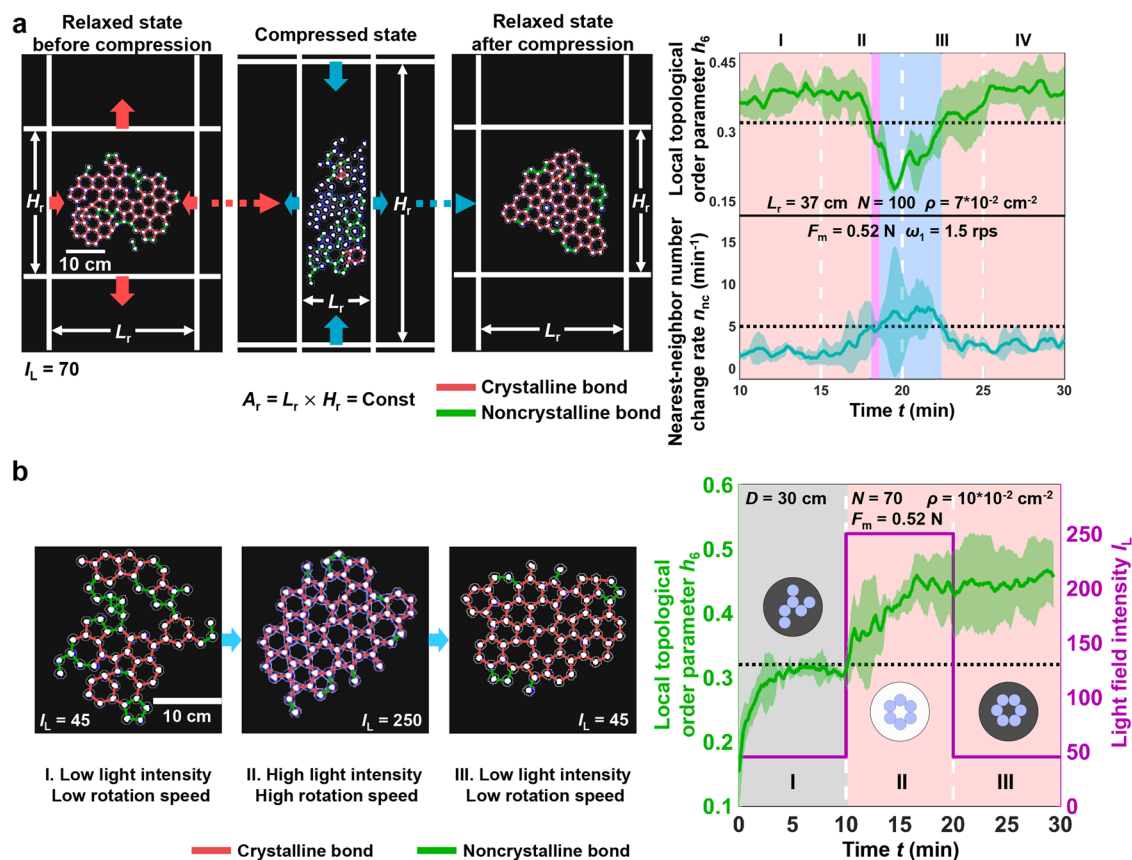 a
Relaxed state
before compression
Compressed state
Relaxed state
after compression
Hr
10 cm
Lr
Hr
Lr
Hr
Lr
IL = 70
Ar = Lr × Hr = Const
Crystalline bond
Noncrystalline bond
I II III IV
Local topological
order parameter h6
0.3
0.15
Lr = 37 cm N = 100 ρ = 7*10-2 cm-2
Fm = 0.52 N ω1 = 1.5 rps
Nearest-neighbor number
change rate nnc (min-1)
15
10
5
0
10 15 20 25 30
Time t (min)
b
IL = 45
10 cm
IL = 250
IL = 45
I. Low light intensity
Low rotation speed
II. High light intensity
High rotation speed
III. Low light intensity
Low rotation speed
Crystalline bond
Noncrystalline bond
Local topological
order parameter h6
0.6
0.5
0.4
0.3
0.2
0.1
D = 30 cm N = 70 ρ = 10*10-2 cm-2
Fm = 0.52 N
I II III
0 5 10 15 20 25 30
Time t (min)
250
200
150
100
50
0
Light field intensity IL